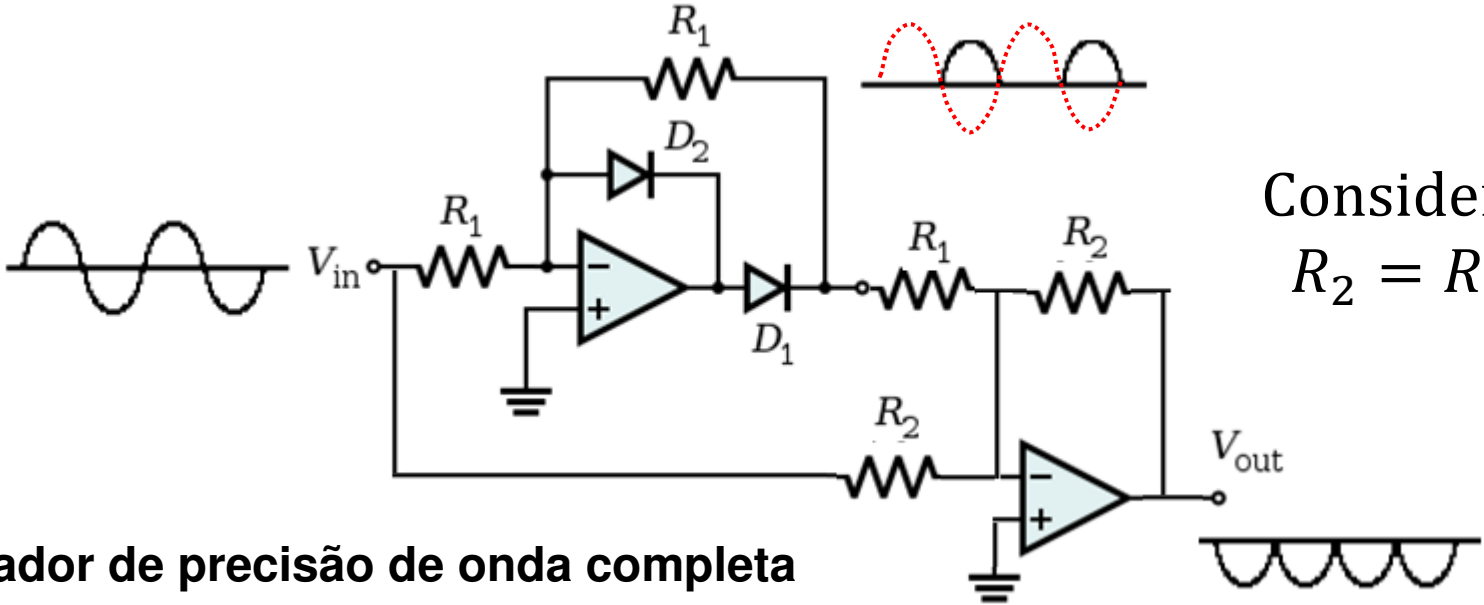 R₁
D₂
R₁
V_in
−
+
D₁
R₁
R₂
Conside
R₂ = R
R₂
V_out
−
+
ador de precisão de onda completa